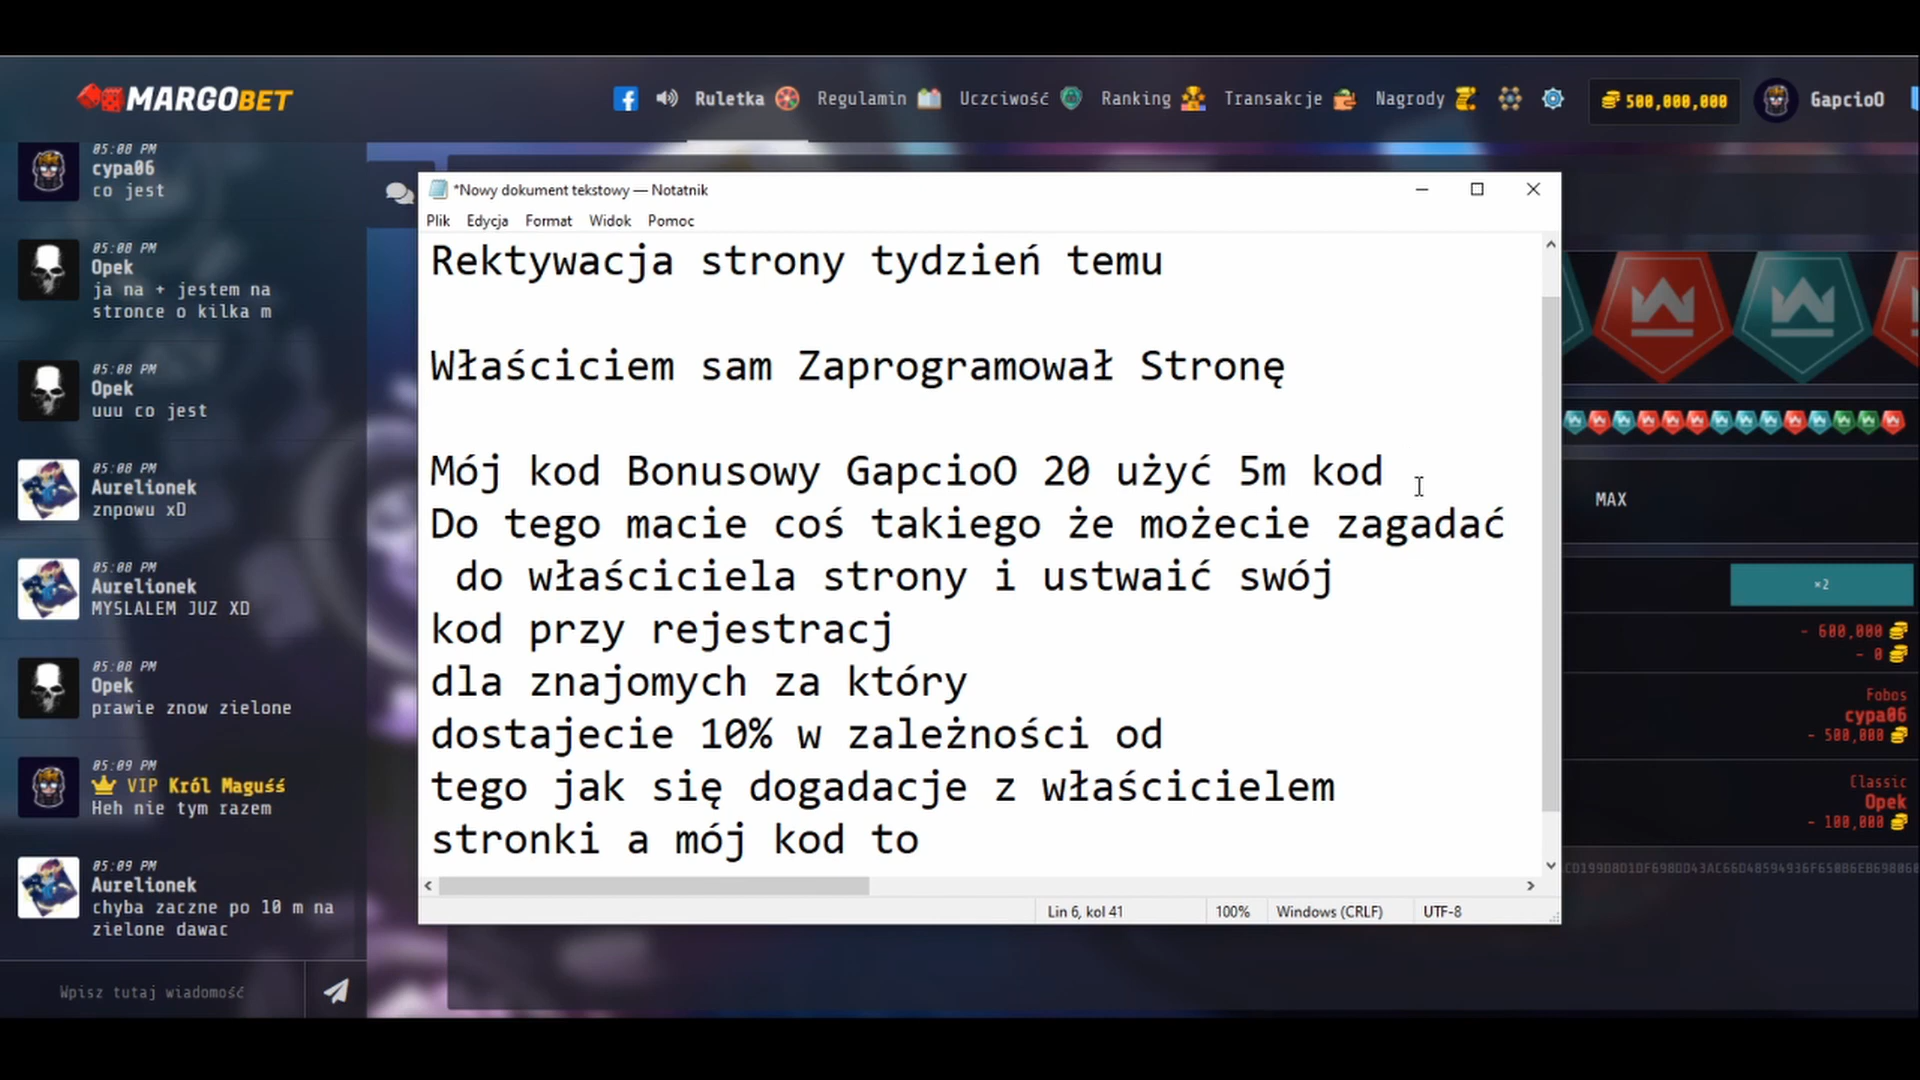 MARGOBET
Ruletka
Regulamin
Uczciwość
Ranking
Transakcje
Nagrody
500,000,000
GapcioO
05:08 PM
cypa06
co jest
05:08 PM
Opek
ja na + jestem na
stronce o kilka m
05:08 PM
Opek
uuu co jest
05:08 PM
Aurelionek
znpowu xD
05:08 PM
Aurelionek
MYSLALEM JUZ XD
05:08 PM
Opek
prawie znow zielone
05:09 PM
VIP Król Maguśś
Heh nie tym razem
05:09 PM
Aurelionek
chyba zaczne po 10 m na
zielone dawac
Wpisz tutaj wiadomość
*Nowy dokument tekstowy — Notatnik
Plik Edycja Format Widok Pomoc
Rektywacja strony tydzień temu
Właściciem sam Zaprogramował Stronę
Mój kod Bonusowy GapcioO 20 użyć 5m kod
Do tego macie coś takiego że możecie zagadać
do właściciela strony i ustwaić swój
kod przy rejestracj
dla znajomych za który
dostajecie 10% w zależności od
tego jak się dogadacje z właścicielem
stronki a mój kod to
Lin 6, kol 41
100%
Windows (CRLF)
UTF-8
MAX
×2
- 600,000
- 0
Fobos
cypa06
- 500,000
Classic
Opek
- 100,000